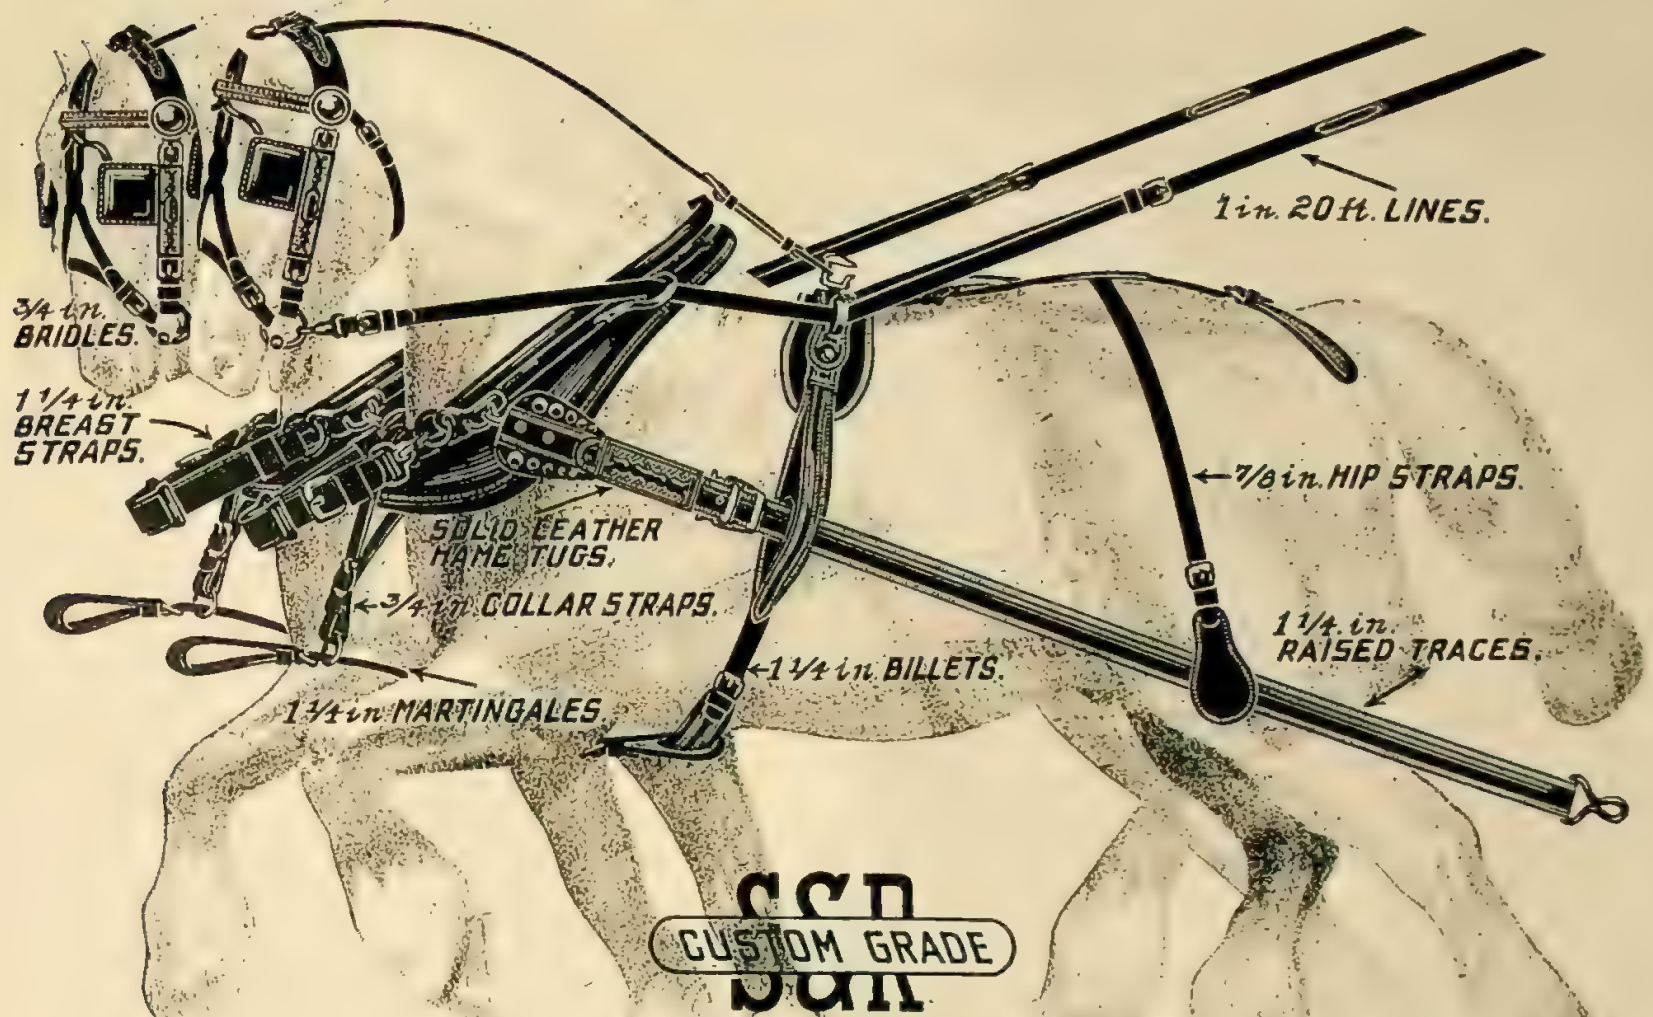 1 in. 20 ft. LINES.
3/4 in.
BRIDLES.
1 1/4 in.
BREAST
STRAPS.
7/8 in. HIP STRAPS.
SOLID LEATHER
HAME TUGS.
3/4 in COLLAR STRAPS.
1 1/4 in.
RAISED TRACES.
1 1/4 in BILLETS.
1 1/4 in MARTINGALES
CUSTOM GRADE